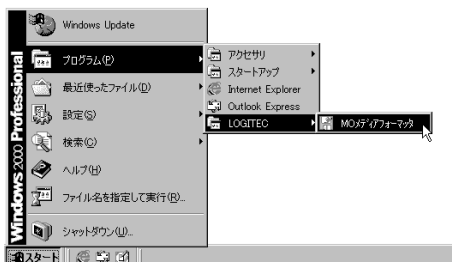 Windows Update
プログラム(P)
最近使ったファイル(D)
設定(S)
検索(C)
ヘルプ(H)
ファイル名を指定して実行(R)...
シャットダウン(U)...
Windows 2000 Professional
アクセサリ
スタートアップ
Internet Explorer
Outlook Express
LOGITEC
MOメディアフォーマッタ
スタート